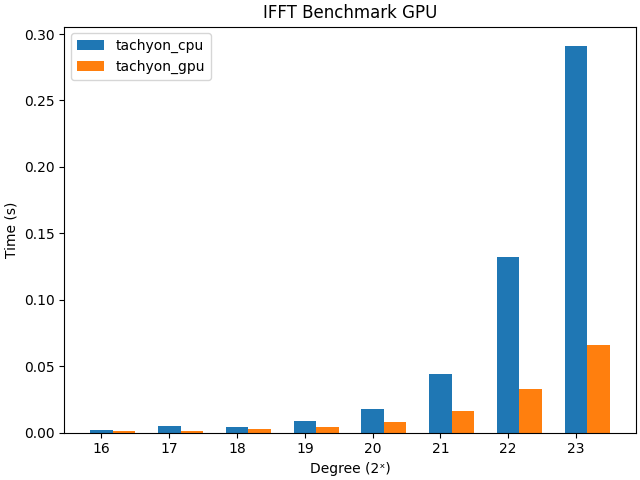 IFFT Benchmark GPU
tachyon_cpu
tachyon_gpu
0.30
0.25
0.20
0.15
0.10
0.05
0.00
Time (s)
16 17 18 19 20 21 22 23
Degree (2ˣ)